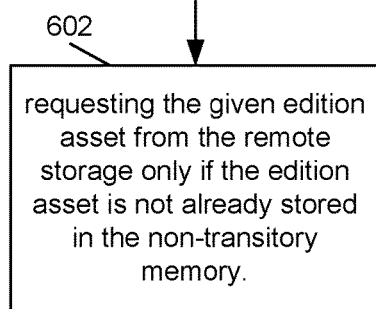 602
requesting the given edition
asset from the remote
storage only if the edition
asset is not already stored
in the non-transitory
memory.